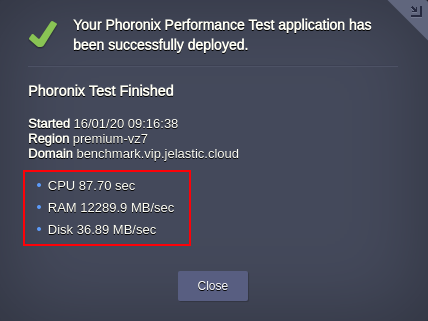 Your Phoronix Performance Test application has
been successfully deployed.
Phoronix Test Finished
Started 16/01/20 09:16:38
Region premium-vz7
Domain benchmark.vip.jelastic.cloud
• CPU 87.70 sec
• RAM 12289.9 MB/sec
• Disk 36.89 MB/sec
Close